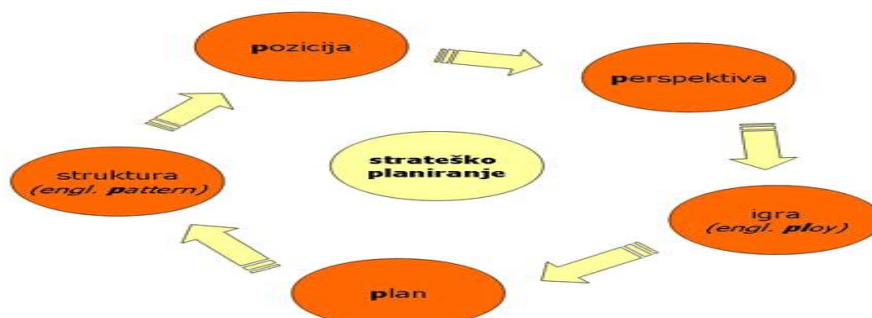 pozicija
perspektiva
strateško
planiranje
struktura
(engl. pattern)
igra
(engl. ploy)
plan